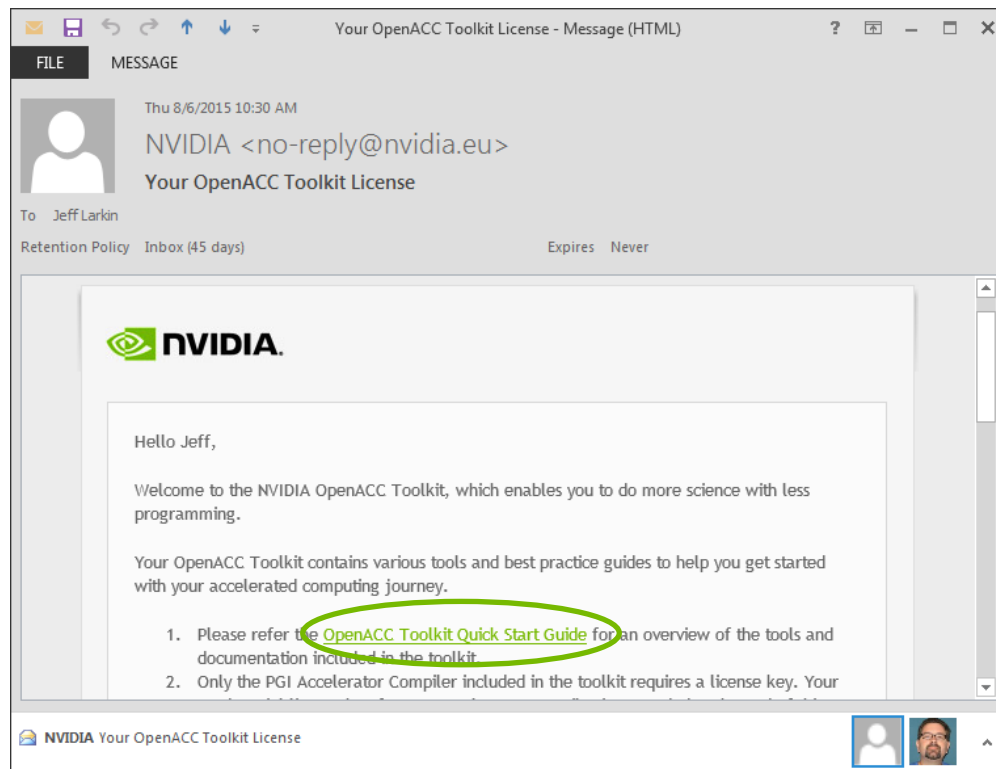 Your OpenACC Toolkit License - Message (HTML)
FILE MESSAGE
Thu 8/6/2015 10:30 AM
NVIDIA <no-reply@nvidia.eu>
Your OpenACC Toolkit License
To Jeff Larkin
Retention Policy Inbox (45 days) Expires Never
NVIDIA.
Hello Jeff,
Welcome to the NVIDIA OpenACC Toolkit, which enables you to do more science with less
programming.
Your OpenACC Toolkit contains various tools and best practice guides to help you get started
with your accelerated computing journey.
1. Please refer the OpenACC Toolkit Quick Start Guide for an overview of the tools and
documentation included in the toolkit.
2. Only the PGI Accelerator Compiler included in the toolkit requires a license key. Your
NVIDIA Your OpenACC Toolkit License